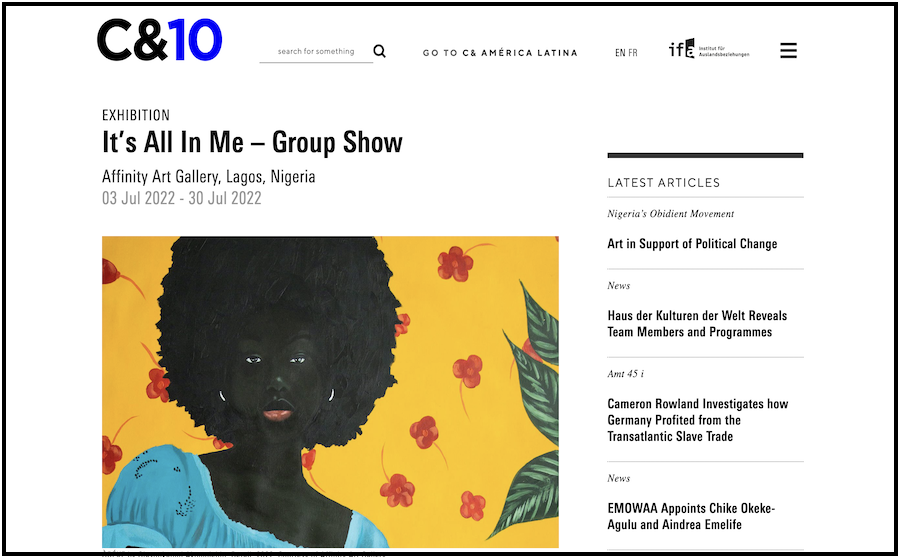 C&10
search for something
GO TO C& AMÉRICA LATINA
EN FR
ifa Institut für
Auslandsbeziehungen
EXHIBITION
It's All In Me – Group Show
Affinity Art Gallery, Lagos, Nigeria
03 Jul 2022 - 30 Jul 2022
LATEST ARTICLES
Nigeria's Obidient Movement
Art in Support of Political Change
News
Haus der Kulturen der Welt Reveals
Team Members and Programmes
Amt 45 i
Cameron Rowland Investigates how
Germany Profited from the
Transatlantic Slave Trade
News
EMOWAA Appoints Chike Okeke-
Agulu and Aindrea Emelife